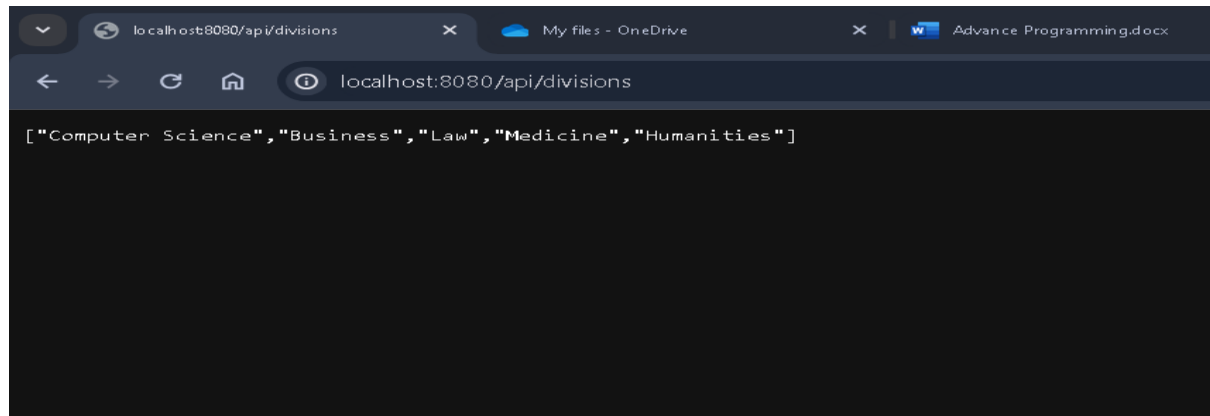 localhost:8080/api/divisions
My files - OneDrive
Advance Programming.docx
localhost:8080/api/divisions
["Computer Science","Business","Law","Medicine","Humanities"]